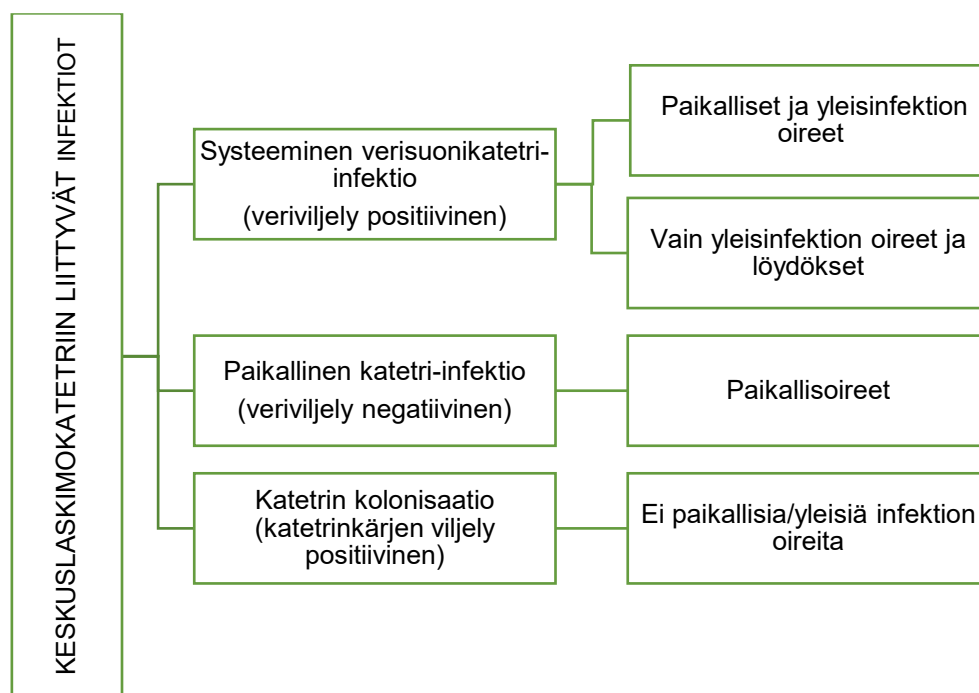 KESKUSLASKIMOKATETRIIN LIITTYVÄT INFEKTIOT
Systeeminen verisuonikatetri-
infektio
(veriviljely positiivinen)
Paikalliset ja yleisinfektion
oireet
Vain yleisinfektion oireet ja
löydökset
Paikallinen katetri-infektio
(veriviljely negatiivinen)
Paikallisoireet
Katetrin kolonisaatio
(katetrinkärjen viljely
positiivinen)
Ei paikallisia/yleisiä infektion
oireita